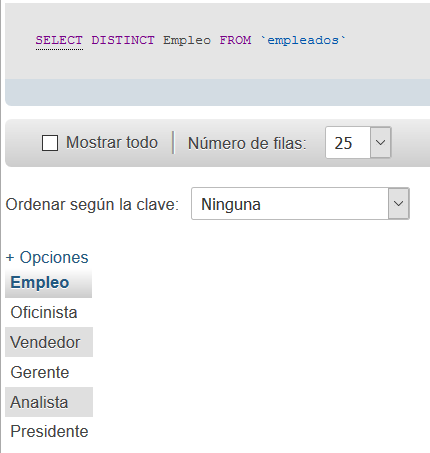 SELECT DISTINCT Empleo FROM `empleados`
Mostrar todo Número de filas: 25
Ordenar según la clave: Ninguna
+ Opciones
Empleo
Oficinista
Vendedor
Gerente
Analista
Presidente